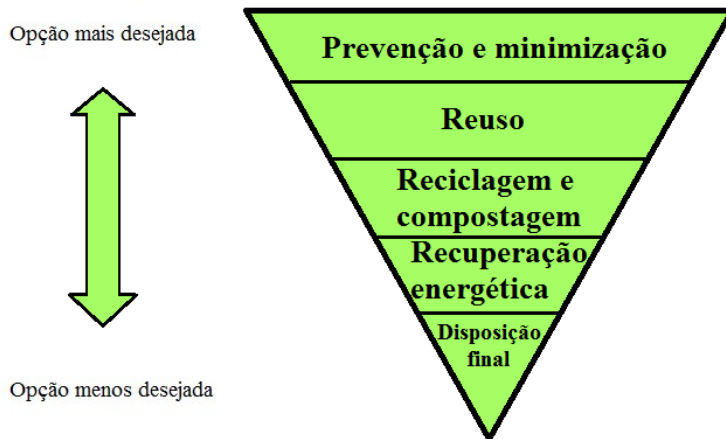 Opção mais desejada
Prevenção e minimização
Reuso
Reciclagem e
compostagem
Recuperação
energética
Disposição
final
Opção menos desejada